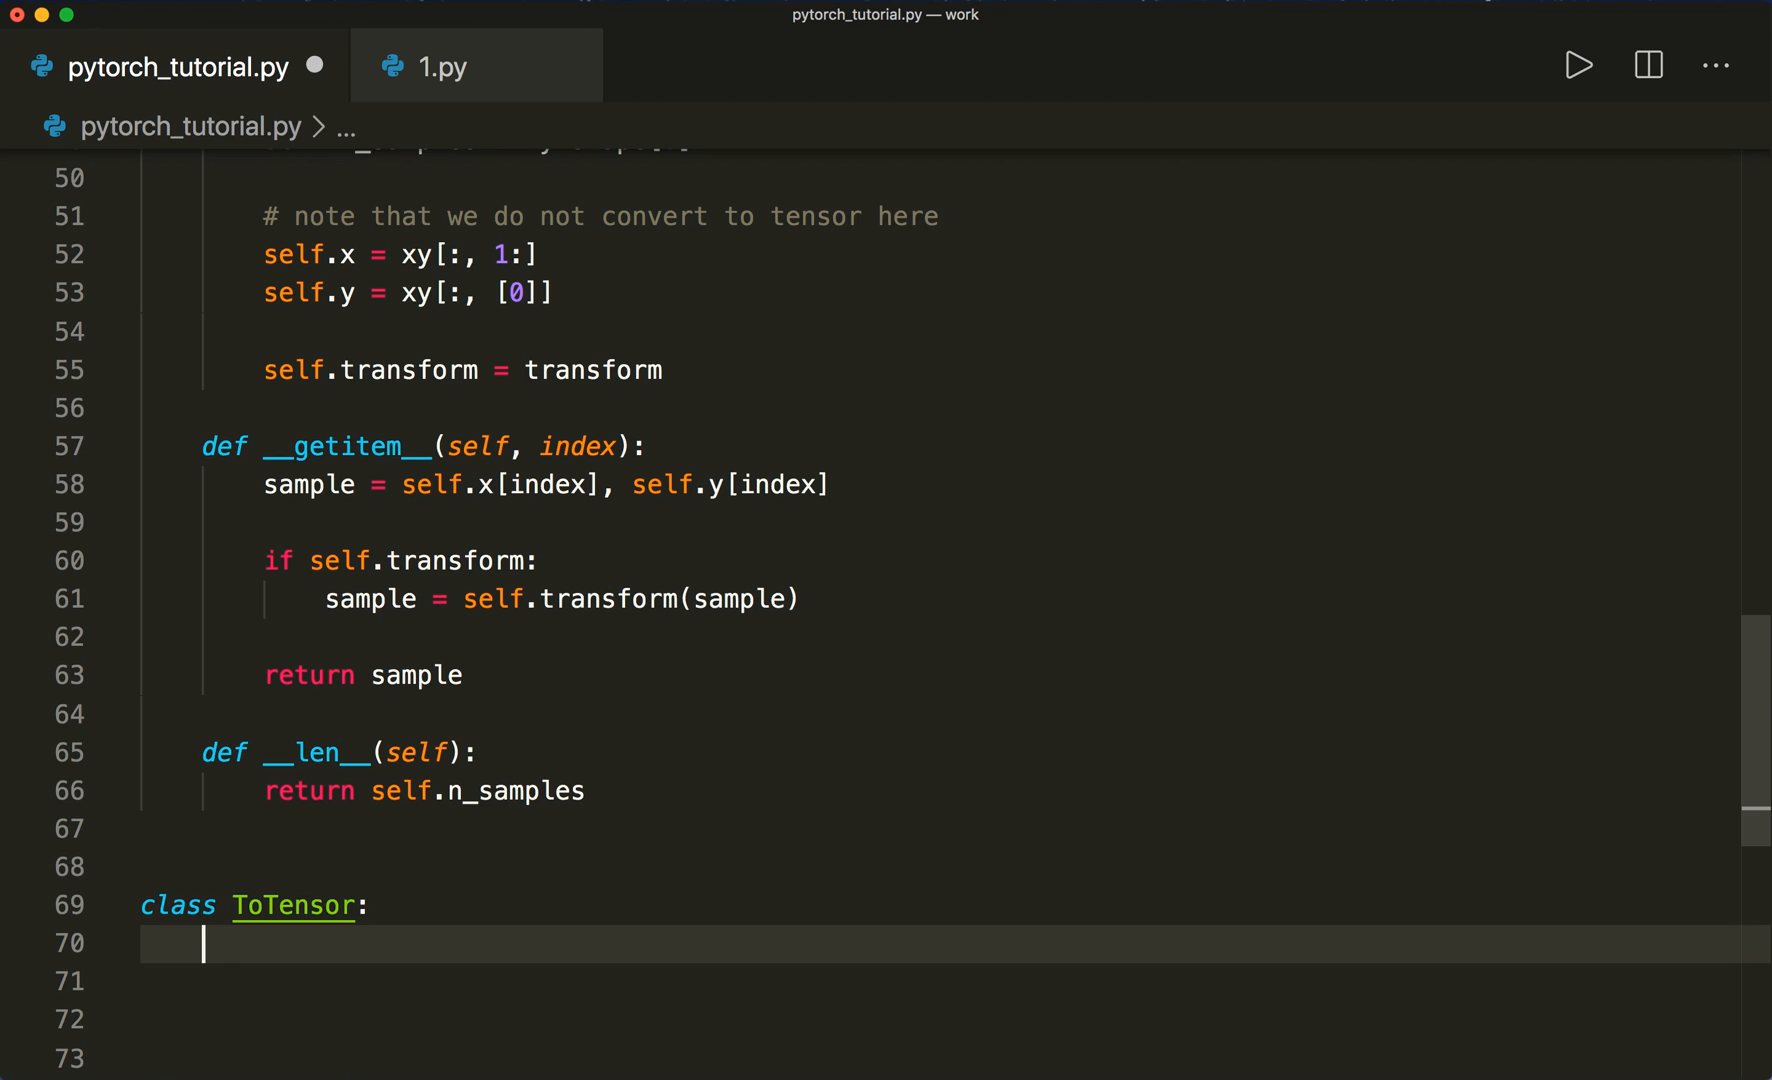 pytorch_tutorial.py — work
pytorch_tutorial.py
1.py
pytorch_tutorial.py > ...
50
51 # note that we do not convert to tensor here
52 self.x = xy[:, 1:]
53 self.y = xy[:, [0]]
54
55 self.transform = transform
56
57 def __getitem__(self, index):
58 sample = self.x[index], self.y[index]
59
60 if self.transform:
61 sample = self.transform(sample)
62
63 return sample
64
65 def __len__(self):
66 return self.n_samples
67
68
69 class ToTensor:
70
71
72
73